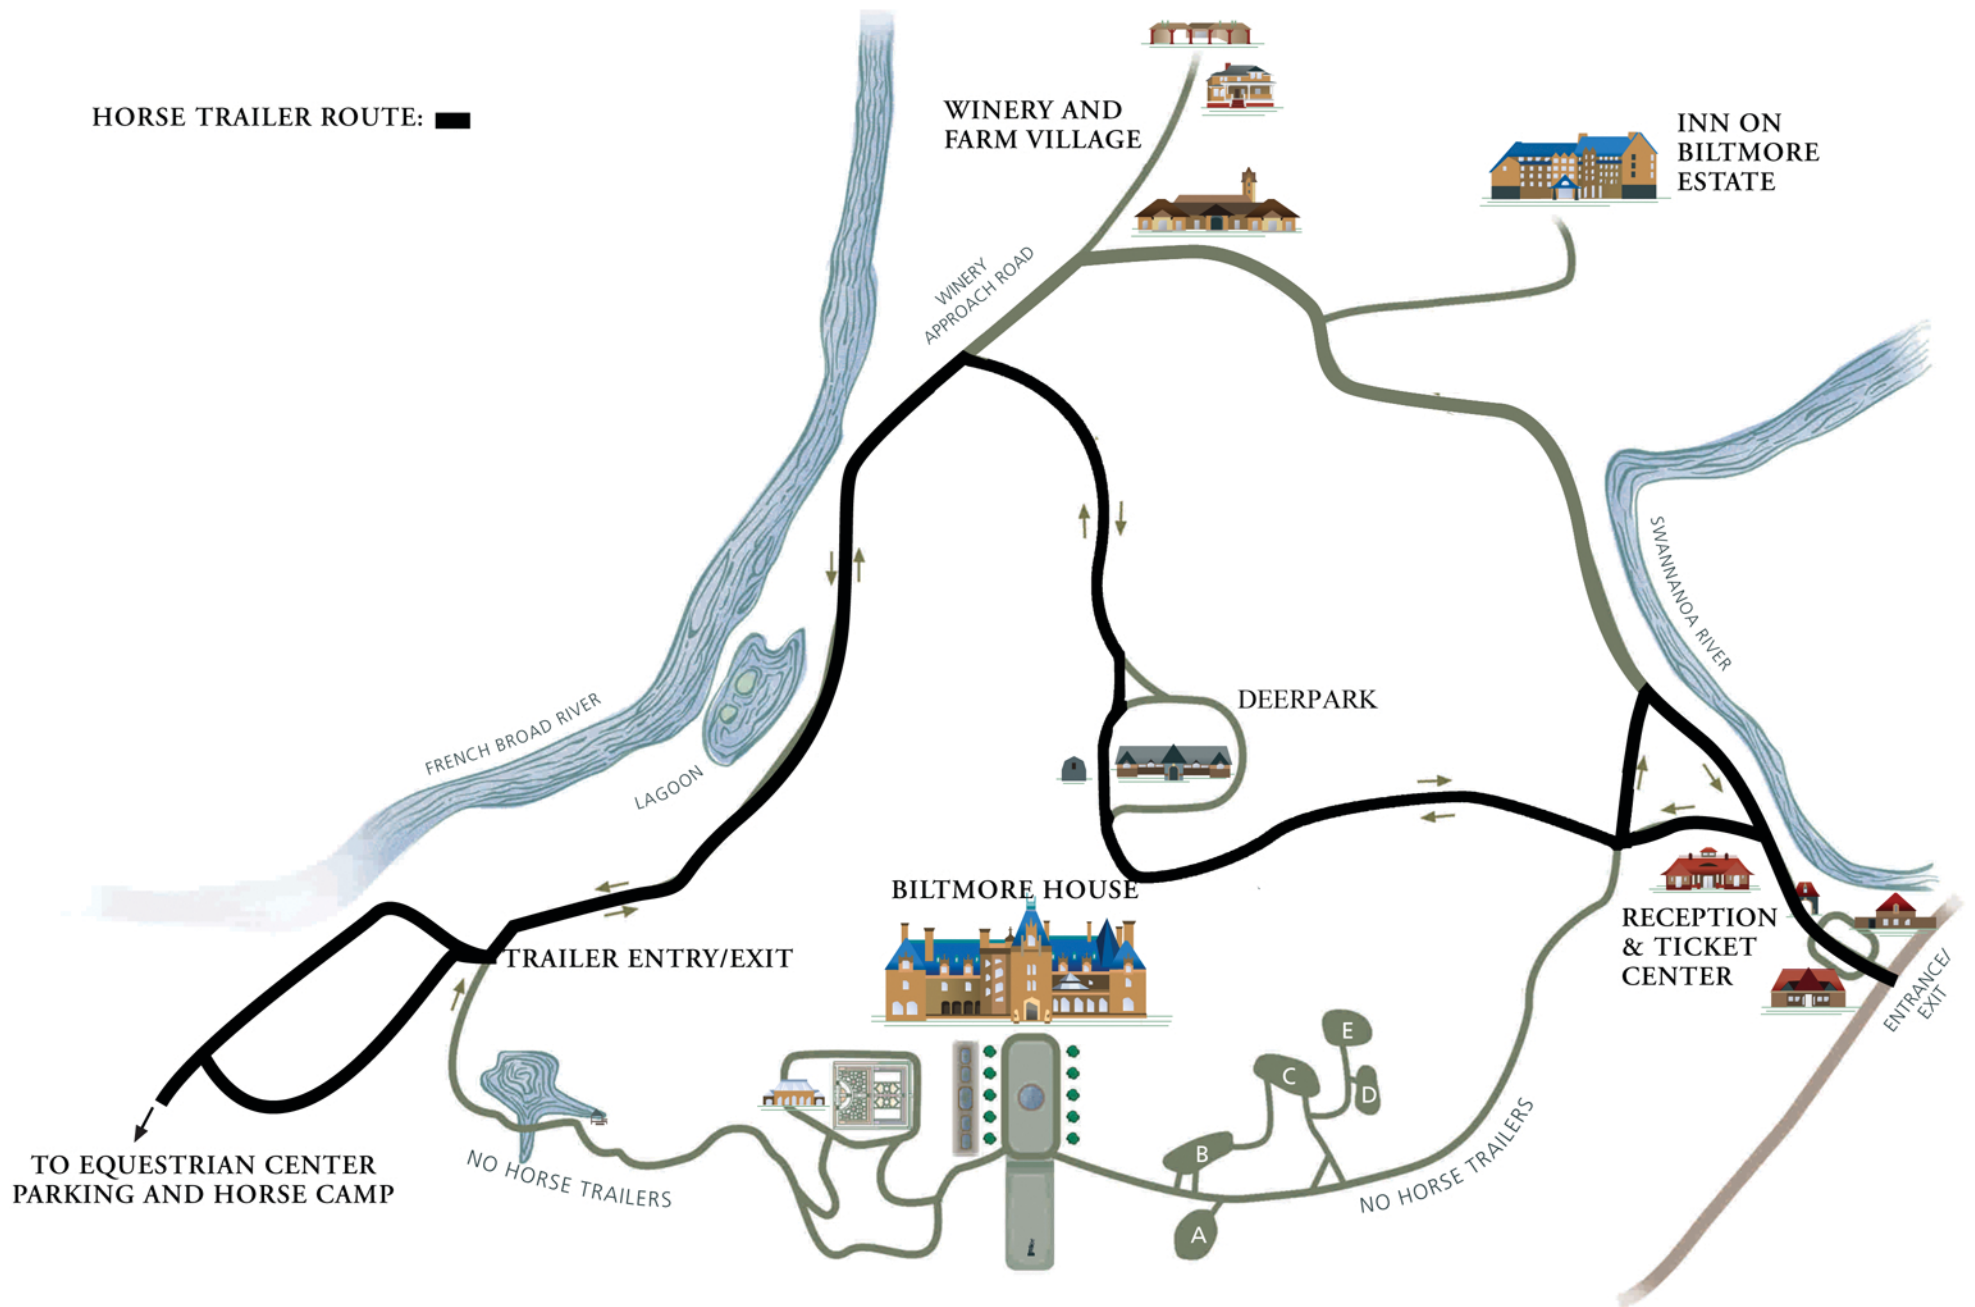 HORSE TRAILER ROUTE:
WINERY AND
FARM VILLAGE
INN ON
BILTMORE
ESTATE
WINERY
APPROACH ROAD
SWANNANOA RIVER
FRENCH BROAD RIVER
LAGOON
DEERPARK
BILTMORE HOUSE
RECEPTION
& TICKET
CENTER
ENTRANCE/
EXIT
TRAILER ENTRY/EXIT
E
C
D
B
A
NO HORSE TRAILERS
NO HORSE TRAILERS
TO EQUESTRIAN CENTER
PARKING AND HORSE CAMP